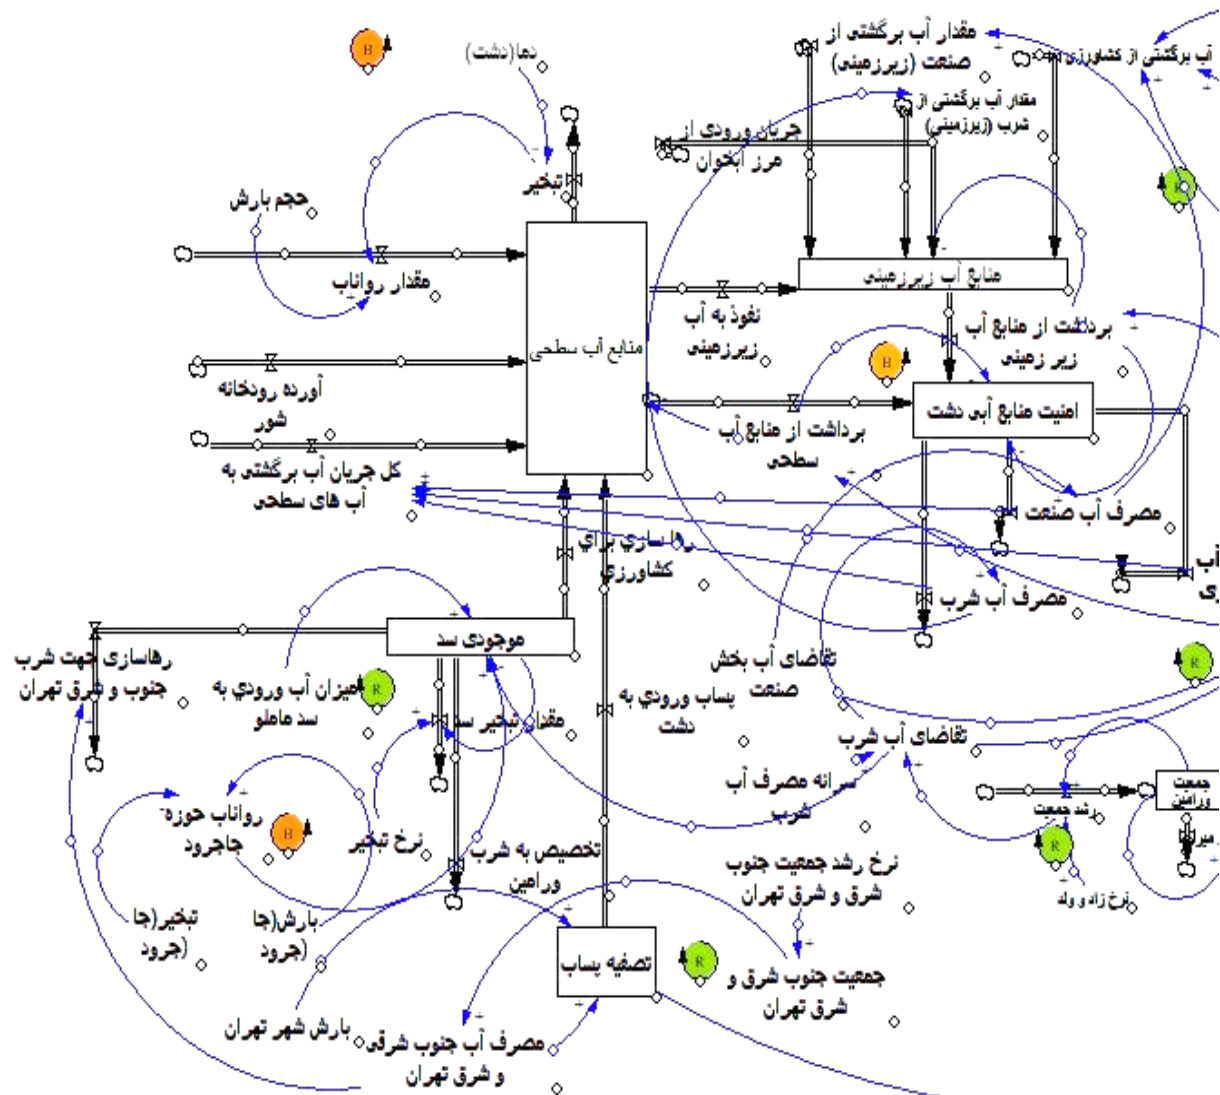 دما(دشت)
B
مقدار آب برگشتی از
صنعت (زیرزمینی)
آب برگشتی از کشاورزی
مقدار آب برگشتی از
شرب (زیرزمینی)
جریان ورودی از
مرز آبخوان
تبخیر
R
حجم بارش
مقدار رواناب
منابع آب زیرزمینی
نفوذ به آب
زیرزمینی
برداشت از منابع آب
زیر زمینی
منابع آب سطحی
B
آورده رودخانه
شور
امنیت منابع آبی دشت
برداشت از منابع آب
سطحی
کل جریان آب برگشتی به
آب های سطحی
مصرف آب صنعت
رها سازي براي
کشاورزي
آب
مصرف آب شرب
موجودی سد
تقاضای آب بخش
صنعت
R
رهاسازی جهت شرب
جنوب و شرق تهران
میزان آب ورودي به
سد ماملو
R
مقدار تبخیر سد
پساب ورودي به
دشت
تقاضای آب شرب
سرانه مصرف آب
شرب
جمعیت
ورامین
رشد جمعیت
رواناب حوزه
جاجرود
B
نرخ تبخیر
تخصیص به شرب
ورامین
R
نرخ رشد جمعیت جنوب
شرق و شرق تهران
نرخ زاد و ولد
تبخیر(جا
(جرود
بارش(جا
(جرود
تصفیه پساب
R
جمعیت جنوب شرق و
شرق تهران
بارش شهر تهران
مصرف آب جنوب شرقی
و شرق تهران